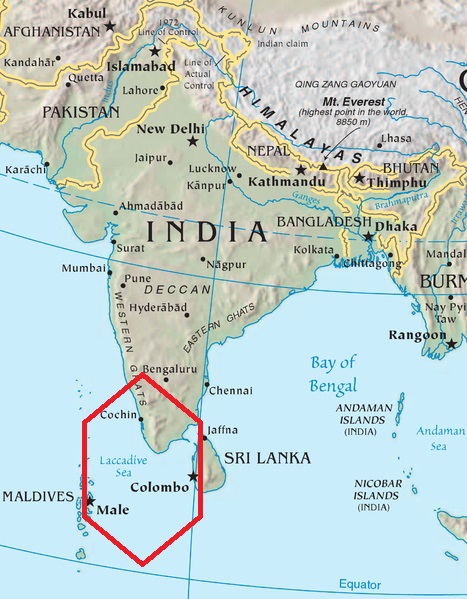 Kabul
AFGHANISTAN
KUNLUN MOUNTAINS
1972
Line of Control
Indian claim
Islamabad
Line of
Actual
Control
Kandahār
Quetta
Lahore
QING ZANG GAOYUAN
PAKISTAN
HIMALAYAS
Mt. Everest
(highest point in the world,
8850 m)
New Delhi
Lhasa
Karāchi
Jaipur
Lucknow
NEPAL
BHUTAN
Kānpur
Kathmandu
Thimphu
Ganges
Brahmaputra
Ahmadābād
INDIA
BANGLADESH
Dhaka
Surat
Kolkata
Chittagong
Mandal
Mumbai
Nāgpur
BURM
Pune
DECCAN
Nay Pyi
Taw
Hyderābād
WESTERN GHATS
EASTERN GHATS
Rangoon
Bengaluru
Bay of
Bengal
Chennai
Cochin
ANDAMAN
ISLANDS
(INDIA)
Andaman
Sea
Jaffna
Laccadive
Sea
SRI LANKA
Colombo
NICOBAR
ISLANDS
(INDIA)
MALDIVES
Male
Equator